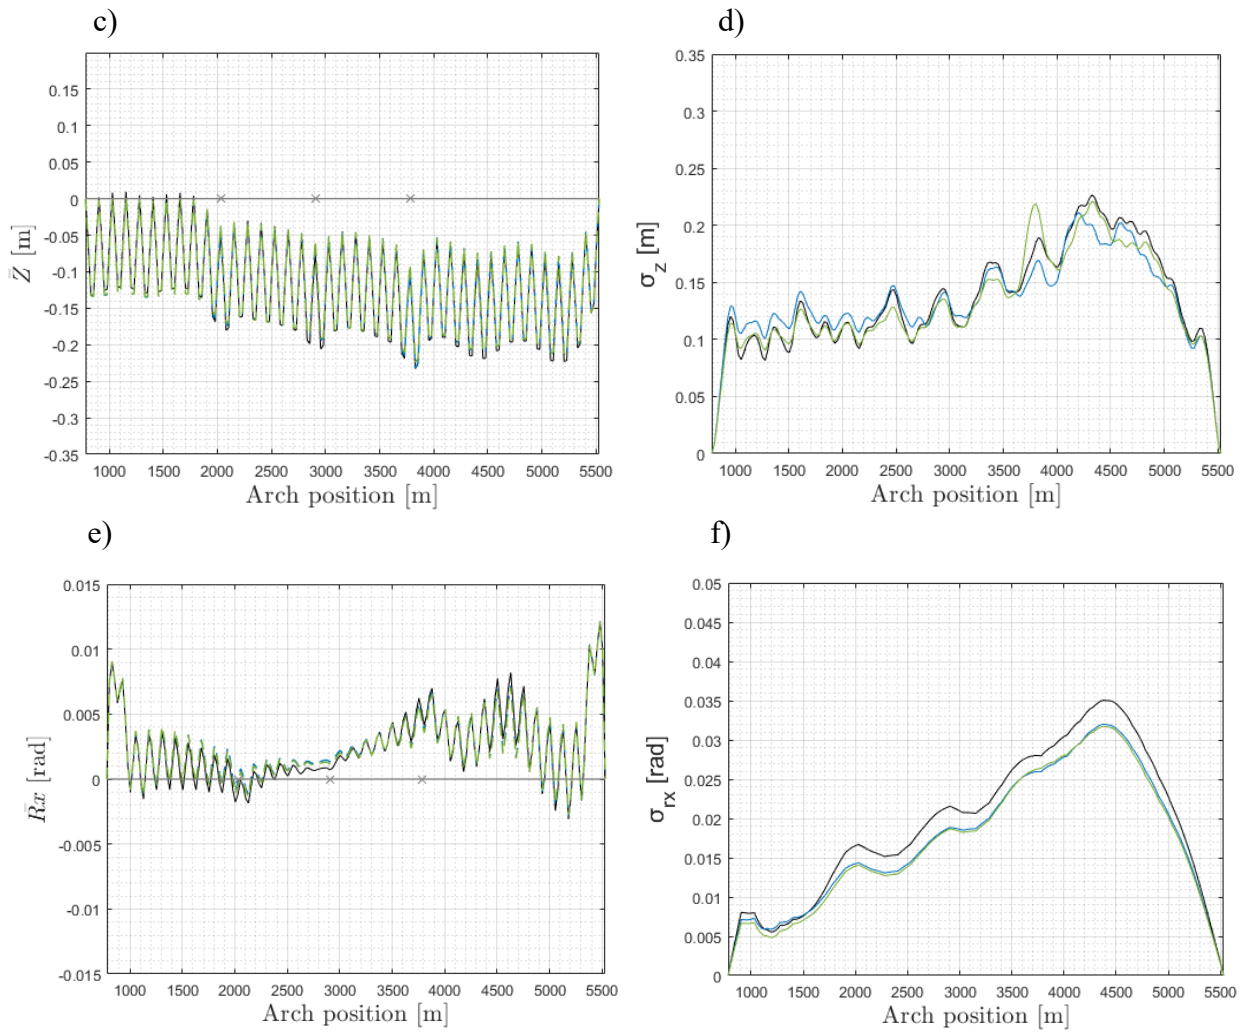 c)
d)
0.15
0.1
0.05
0
-0.05
-0.1
-0.15
-0.2
-0.25
-0.3
-0.35
Z̄ [m]
1000 1500 2000 2500 3000 3500 4000 4500 5000 5500
Arch position [m]
0.35
0.3
0.25
0.2
0.15
0.1
0.05
0
σz [m]
1000 1500 2000 2500 3000 3500 4000 4500 5000 5500
Arch position [m]
e)
f)
0.015
0.01
0.005
0
-0.005
-0.01
-0.015
R̄x [rad]
1000 1500 2000 2500 3000 3500 4000 4500 5000 5500
Arch position [m]
0.05
0.045
0.04
0.035
0.03
0.025
0.02
0.015
0.01
0.005
0
σrx [rad]
1000 1500 2000 2500 3000 3500 4000 4500 5000 5500
Arch position [m]